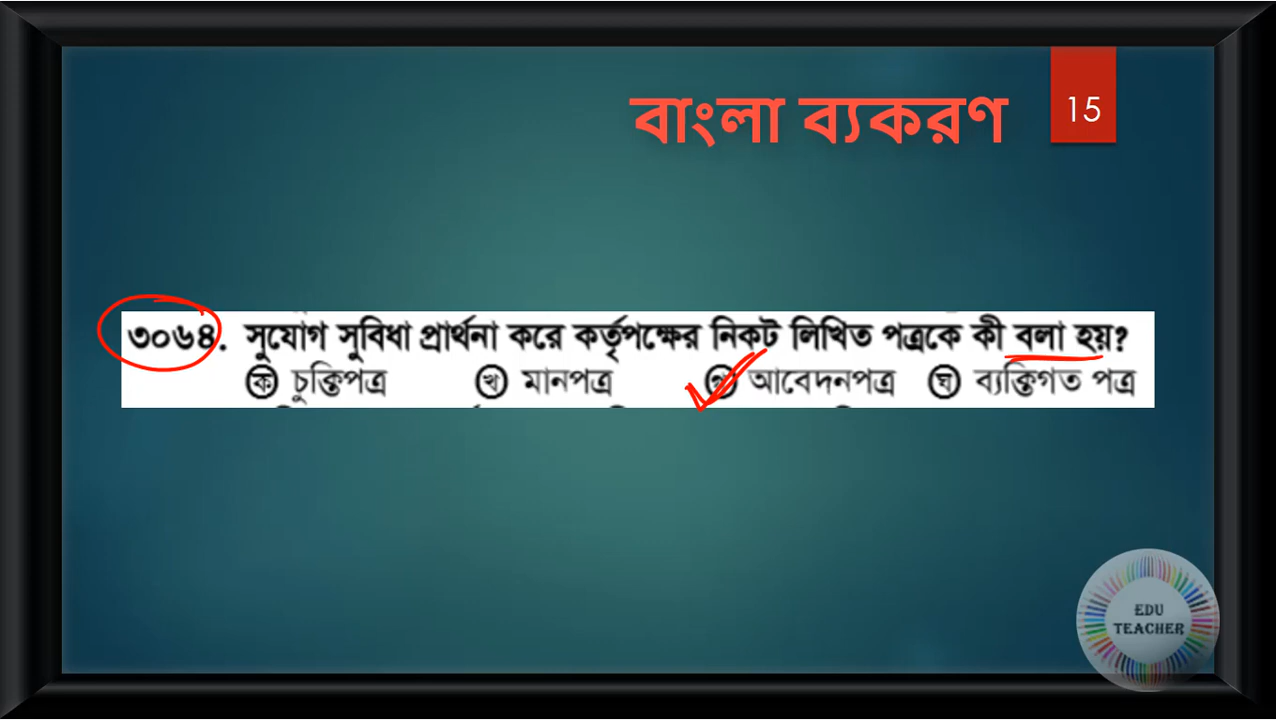 বাংলা ব্যকরণ
15
৩০৬৪. সুযোগ সুবিধা প্রার্থনা করে কর্তৃপক্ষের নিকট লিখিত পত্রকে কী বলা হয়?
ক চুক্তিপত্র খ মানপত্র গ আবেদনপত্র ঘ ব্যক্তিগত পত্র
EDU
TEACHER